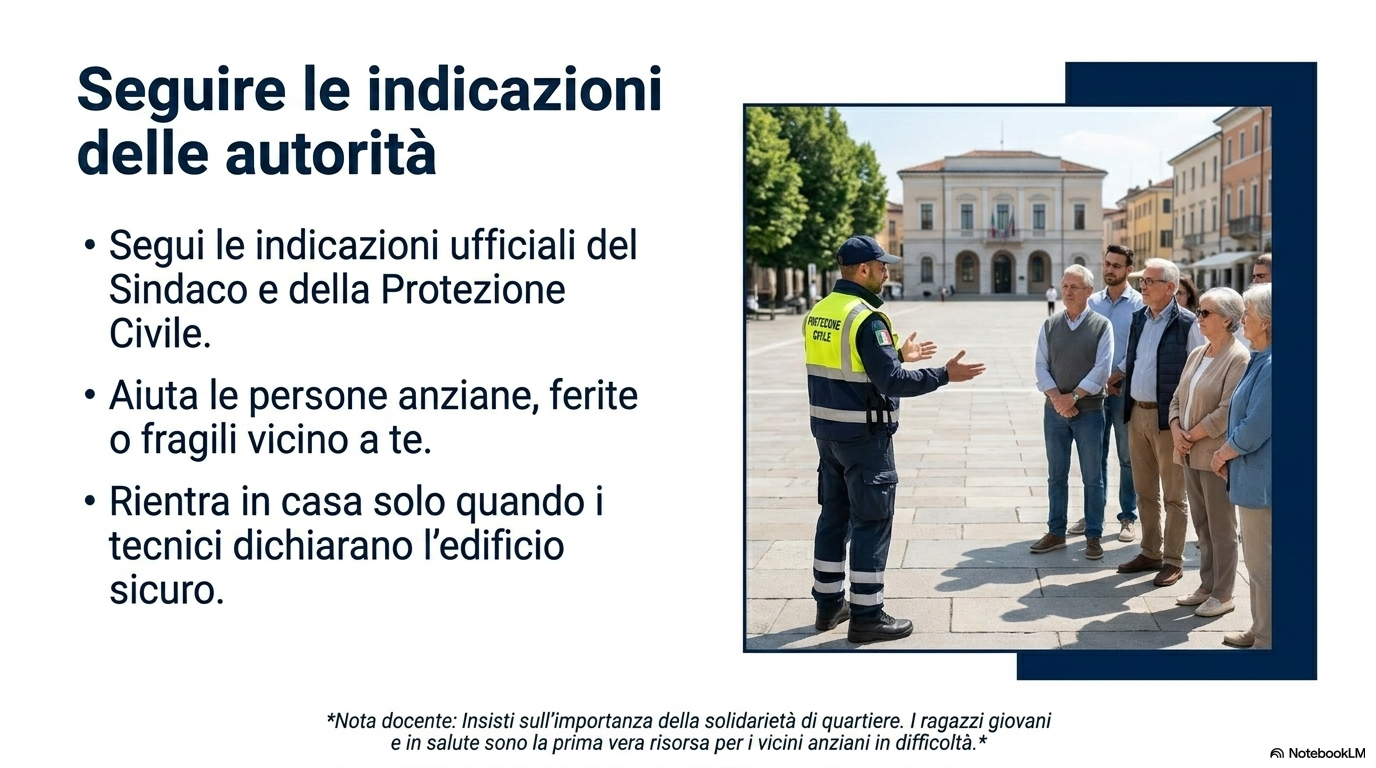 Seguire le indicazioni
delle autorità
• Segui le indicazioni ufficiali del
Sindaco e della Protezione
Civile.
• Aiuta le persone anziane, ferite
o fragili vicino a te.
• Rientra in casa solo quando i
tecnici dichiarano l'edificio
sicuro.
*Nota docente: Insisti sull'importanza della solidarietà di quartiere. I ragazzi giovani
e in salute sono la prima vera risorsa per i vicini anziani in difficoltà.*
NotebookLM